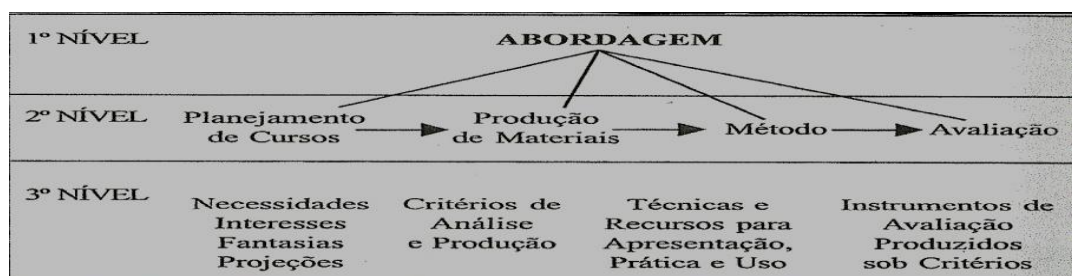 1º NÍVEL
ABORDAGEM
2º NÍVEL
Planejamento
de Cursos
Produção
de Materiais
Método
Avaliação
3º NÍVEL
Necessidades
Interesses
Fantasias
Projeções
Critérios de
Análise
e Produção
Técnicas e
Recursos para
Apresentação,
Prática e Uso
Instrumentos de
Avaliação
Produzidos
sob Critérios